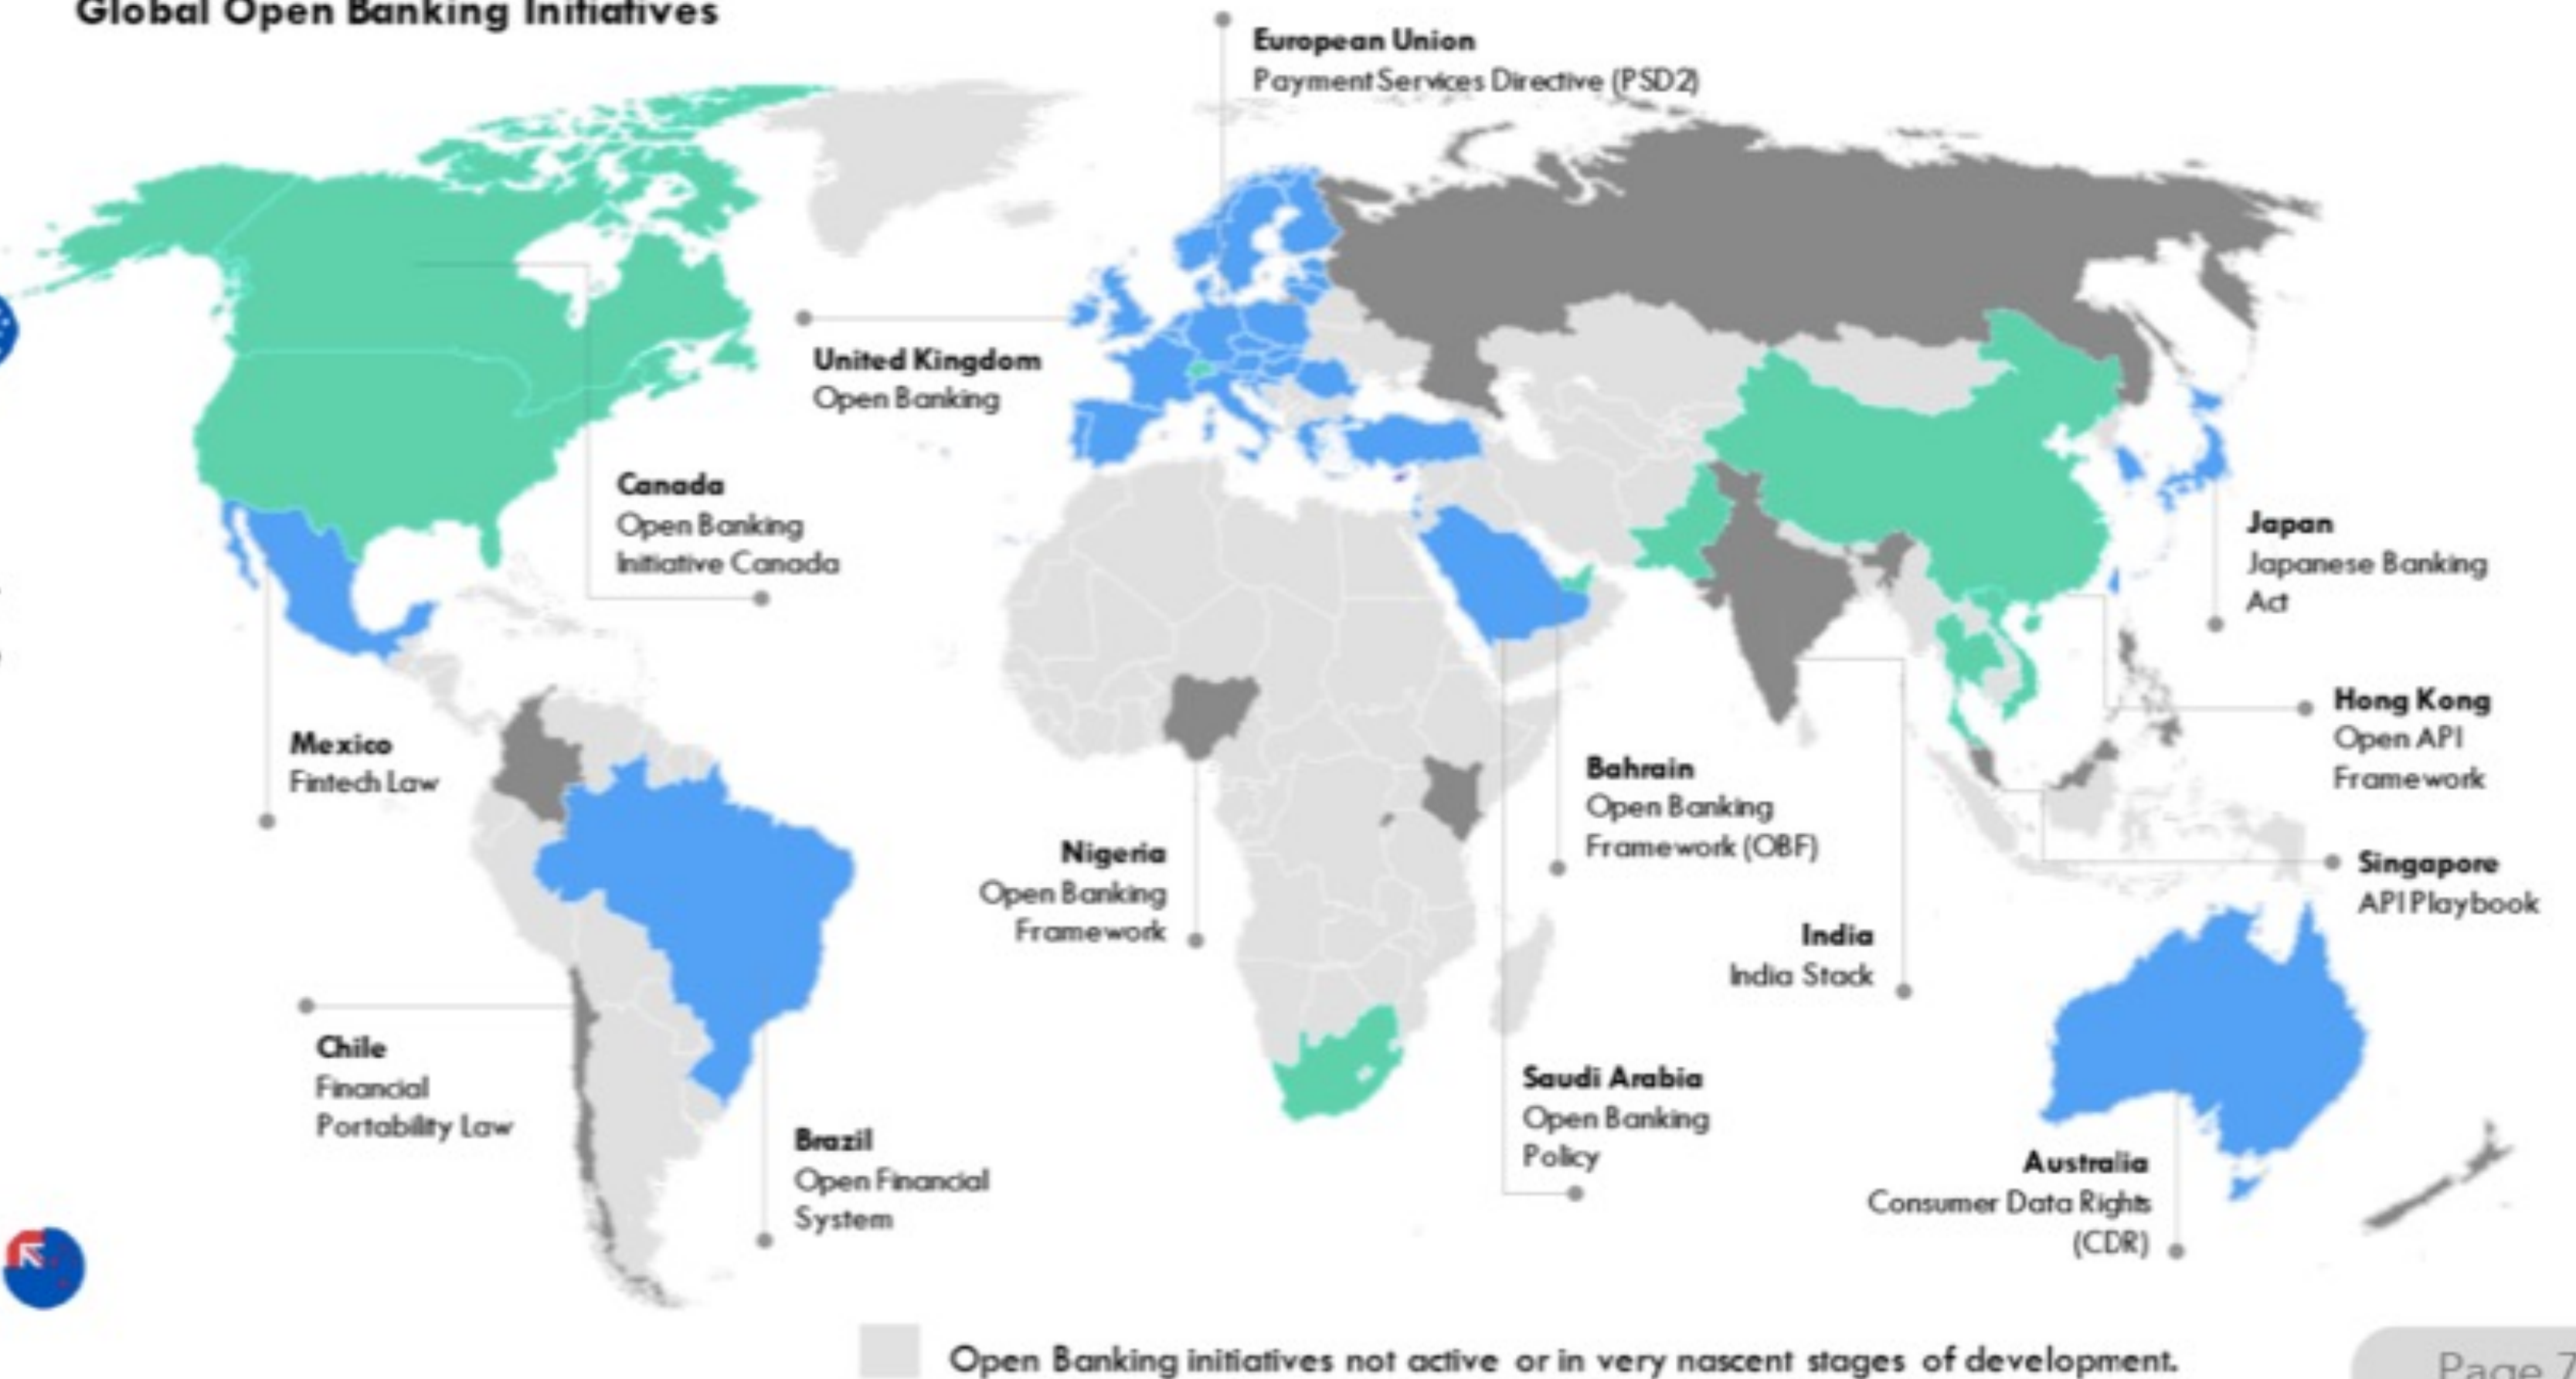 Global Open Banking Initiatives
European Union
Payment Services Directive (PSD2)
United Kingdom
Open Banking
Canada
Open Banking
Initiative Canada
Japan
Japanese Banking
Act
Hong Kong
Open API
Framework
Mexico
Fintech Law
Bahrain
Open Banking
Framework (OBF)
Nigeria
Open Banking
Framework
Singapore
API Playbook
India
India Stack
Chile
Financial
Portability Law
Saudi Arabia
Open Banking
Policy
Brazil
Open Financial
System
Australia
Consumer Data Rights
(CDR)
Open Banking initiatives not active or in very nascent stages of development.
Page 7